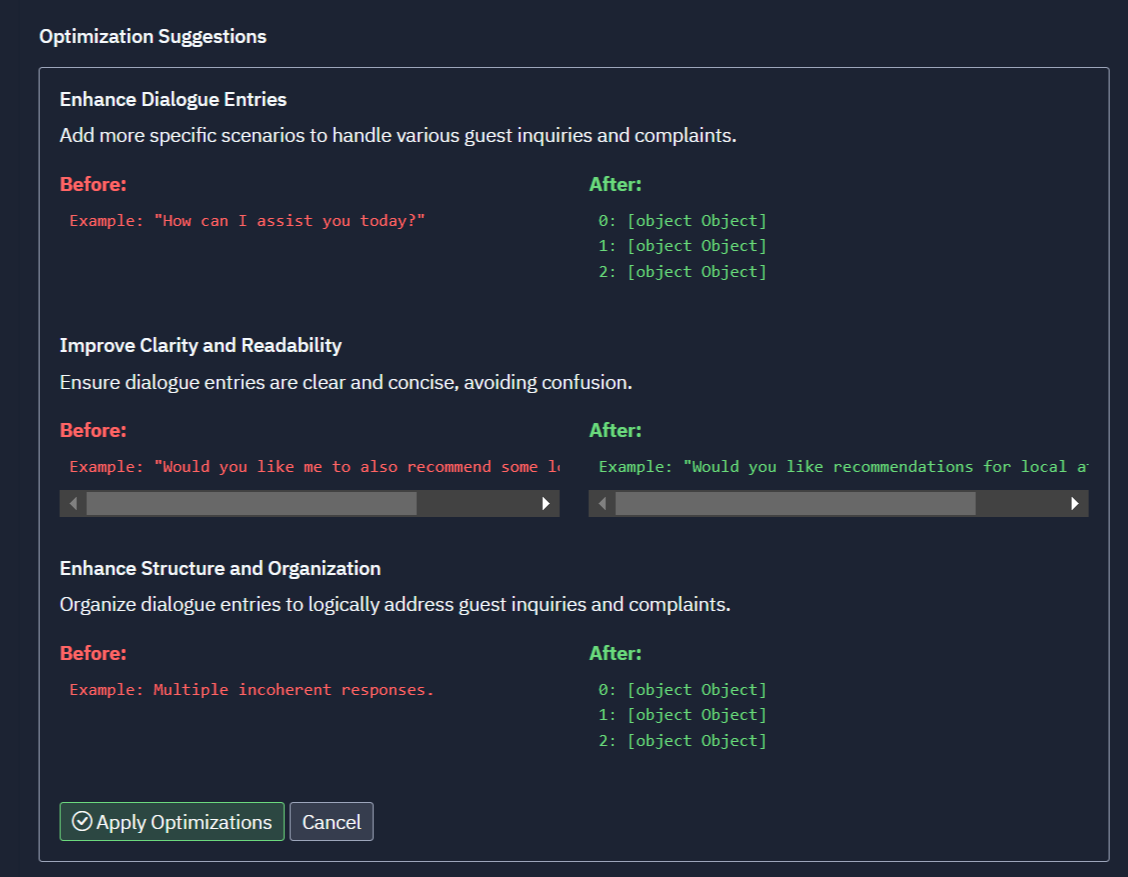 Optimization Suggestions
Enhance Dialogue Entries
Add more specific scenarios to handle various guest inquiries and complaints.
Before:
Example: "How can I assist you today?"
After:
0: [object Object]
1: [object Object]
2: [object Object]
Improve Clarity and Readability
Ensure dialogue entries are clear and concise, avoiding confusion.
Before:
Example: "Would you like me to also recommend some
After:
Example: "Would you like recommendations for local
Enhance Structure and Organization
Organize dialogue entries to logically address guest inquiries and complaints.
Before:
Example: Multiple incoherent responses.
After:
0: [object Object]
1: [object Object]
2: [object Object]
Apply Optimizations
Cancel